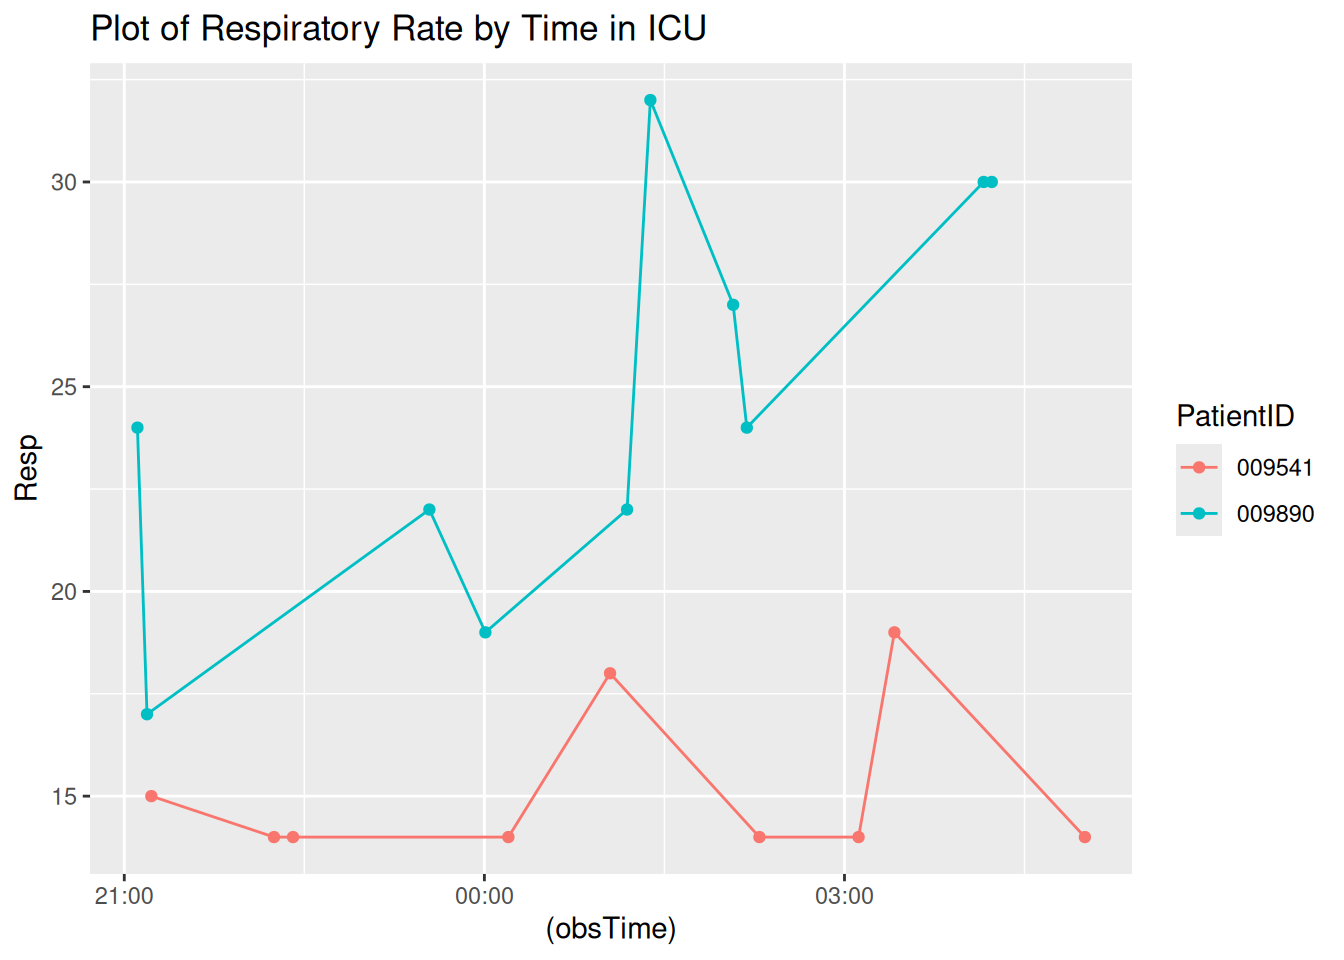 Plot of Respiratory Rate by Time in ICU
30
25
20
15
Resp
21:00 00:00 03:00
(obsTime)
PatientID
009541
009890